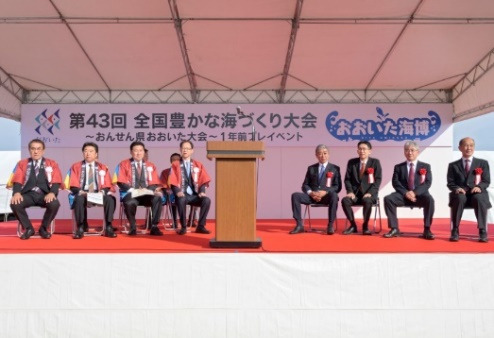 第43回 全国豊かな海づくり大会
～おんせん県おおいた大会～1年前プレイベント
おおいた海博